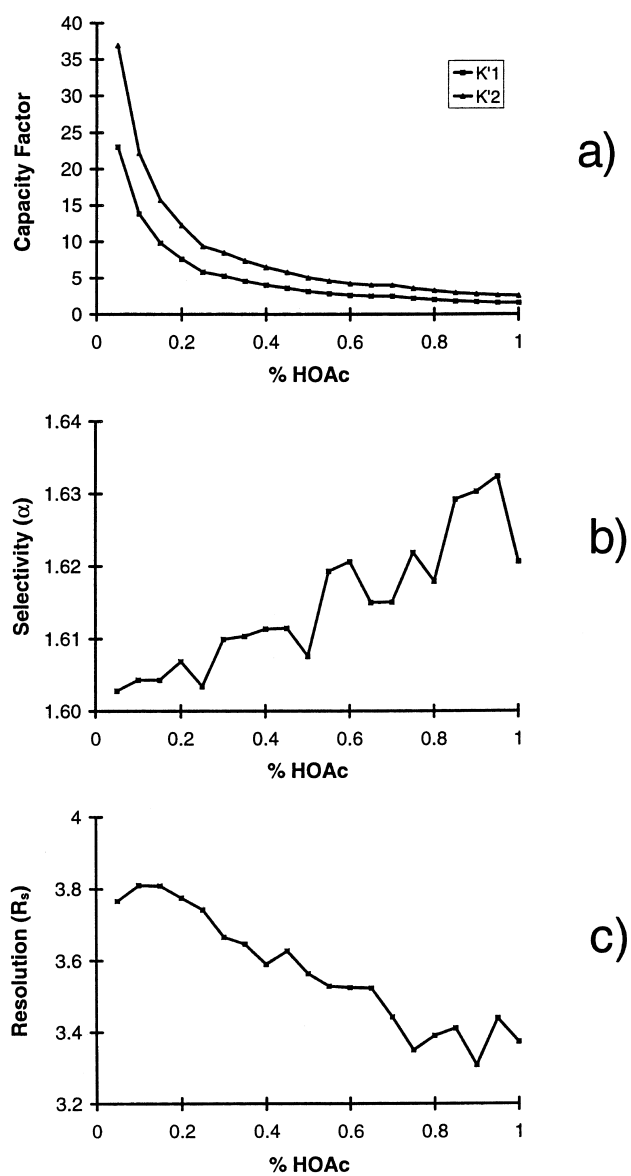 40
35
30
25
20
15
10
5
0
Capacity Factor
K'1
K'2
a)
0 0.2 0.4 0.6 0.8 1
% HOAc
1.64
1.63
1.62
1.61
1.60
Selectivity (α)
b)
0 0.2 0.4 0.6 0.8 1
% HOAc
4
3.8
3.6
3.4
3.2
Resolution (Rs)
c)
0 0.2 0.4 0.6 0.8 1
% HOAc